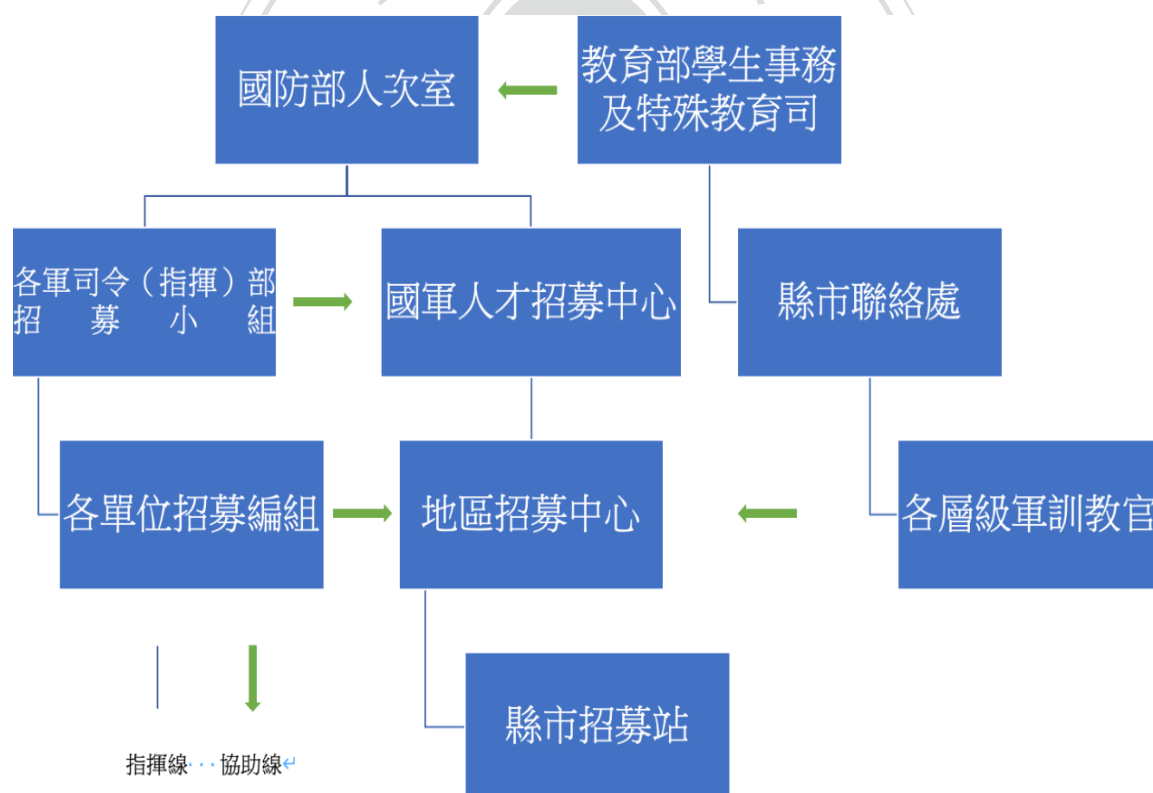 國防部人次室
教育部學生事務
及特殊教育司
各軍司令（指揮）部
招募小組
國軍人才招募中心
縣市聯絡處
各單位招募編組
地區招募中心
各層級軍訓教官
縣市招募站
指揮線···協助線↵